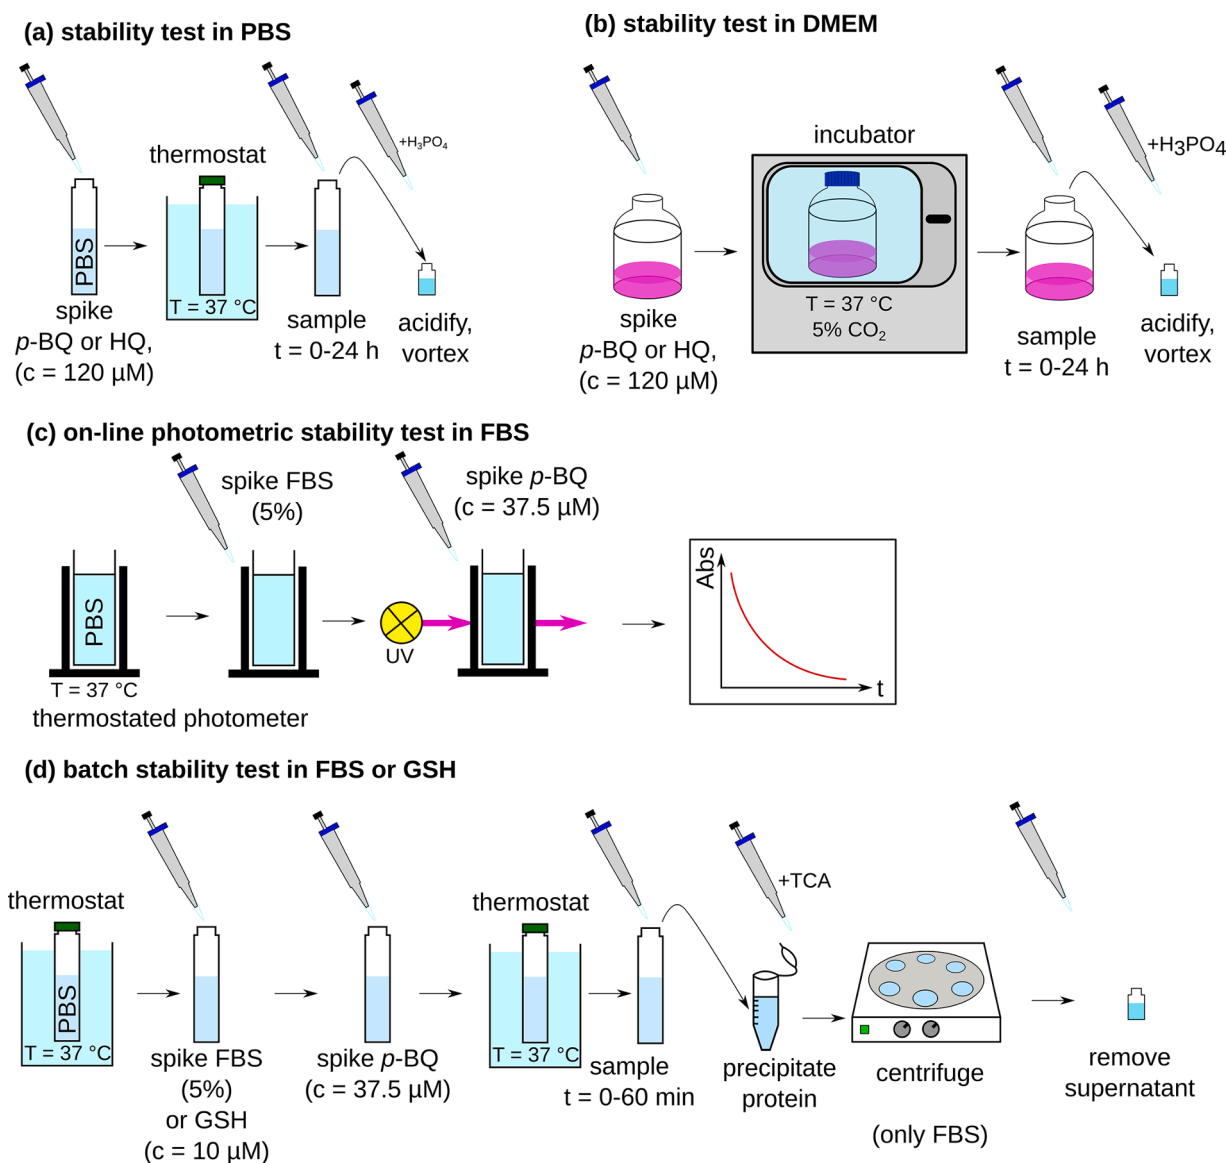 (a) stability test in PBS
+H₃PO₄
thermostat
PBS
T = 37 °C
spike
p-BQ or HQ,
(c = 120 µM)
sample
t = 0-24 h
acidify,
vortex
(b) stability test in DMEM
incubator
+H₃PO₄
T = 37 °C
5% CO₂
spike
p-BQ or HQ,
(c = 120 µM)
sample
t = 0-24 h
acidify,
vortex
(c) on-line photometric stability test in FBS
spike FBS
(5%)
spike p-BQ
(c = 37.5 µM)
PBS
T = 37 °C
thermostated photometer
UV
Abs
t
(d) batch stability test in FBS or GSH
thermostat
PBS
T = 37 °C
spike FBS
(5%)
or GSH
(c = 10 µM)
spike p-BQ
(c = 37.5 µM)
thermostat
T = 37 °C
sample
t = 0-60 min
+TCA
precipitate
protein
centrifuge
(only FBS)
remove
supernatant